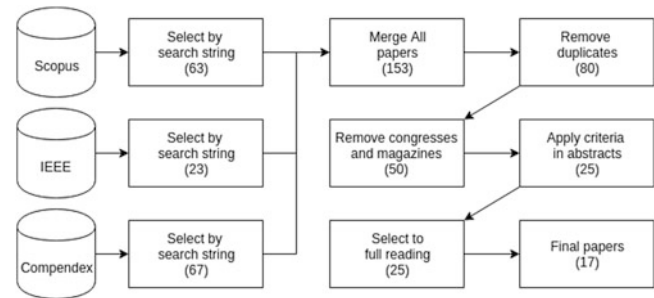 Scopus
Select by
search string
(63)
Merge All
papers
(153)
Remove
duplicates
(80)
IEEE
Select by
search string
(23)
Remove congresses
and magazines
(50)
Apply criteria
in abstracts
(25)
Compendex
Select by
search string
(67)
Select to
full reading
(25)
Final papers
(17)